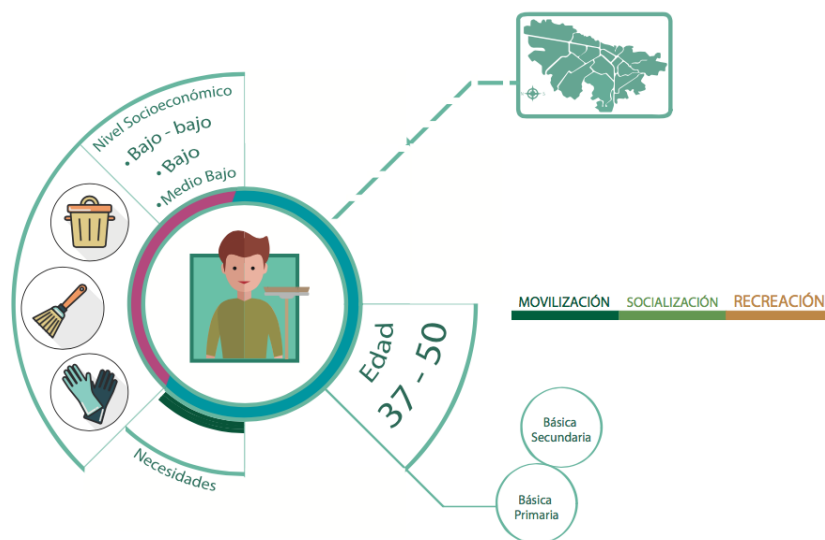 Nivel Socioeconómico
• Bajo - bajo
• Bajo
• Medio Bajo
MOVILIZACIÓN SOCIALIZACIÓN RECREACIÓN
Edad
37 - 50
Básica
Secundaria
Necesidades
Básica
Primaria